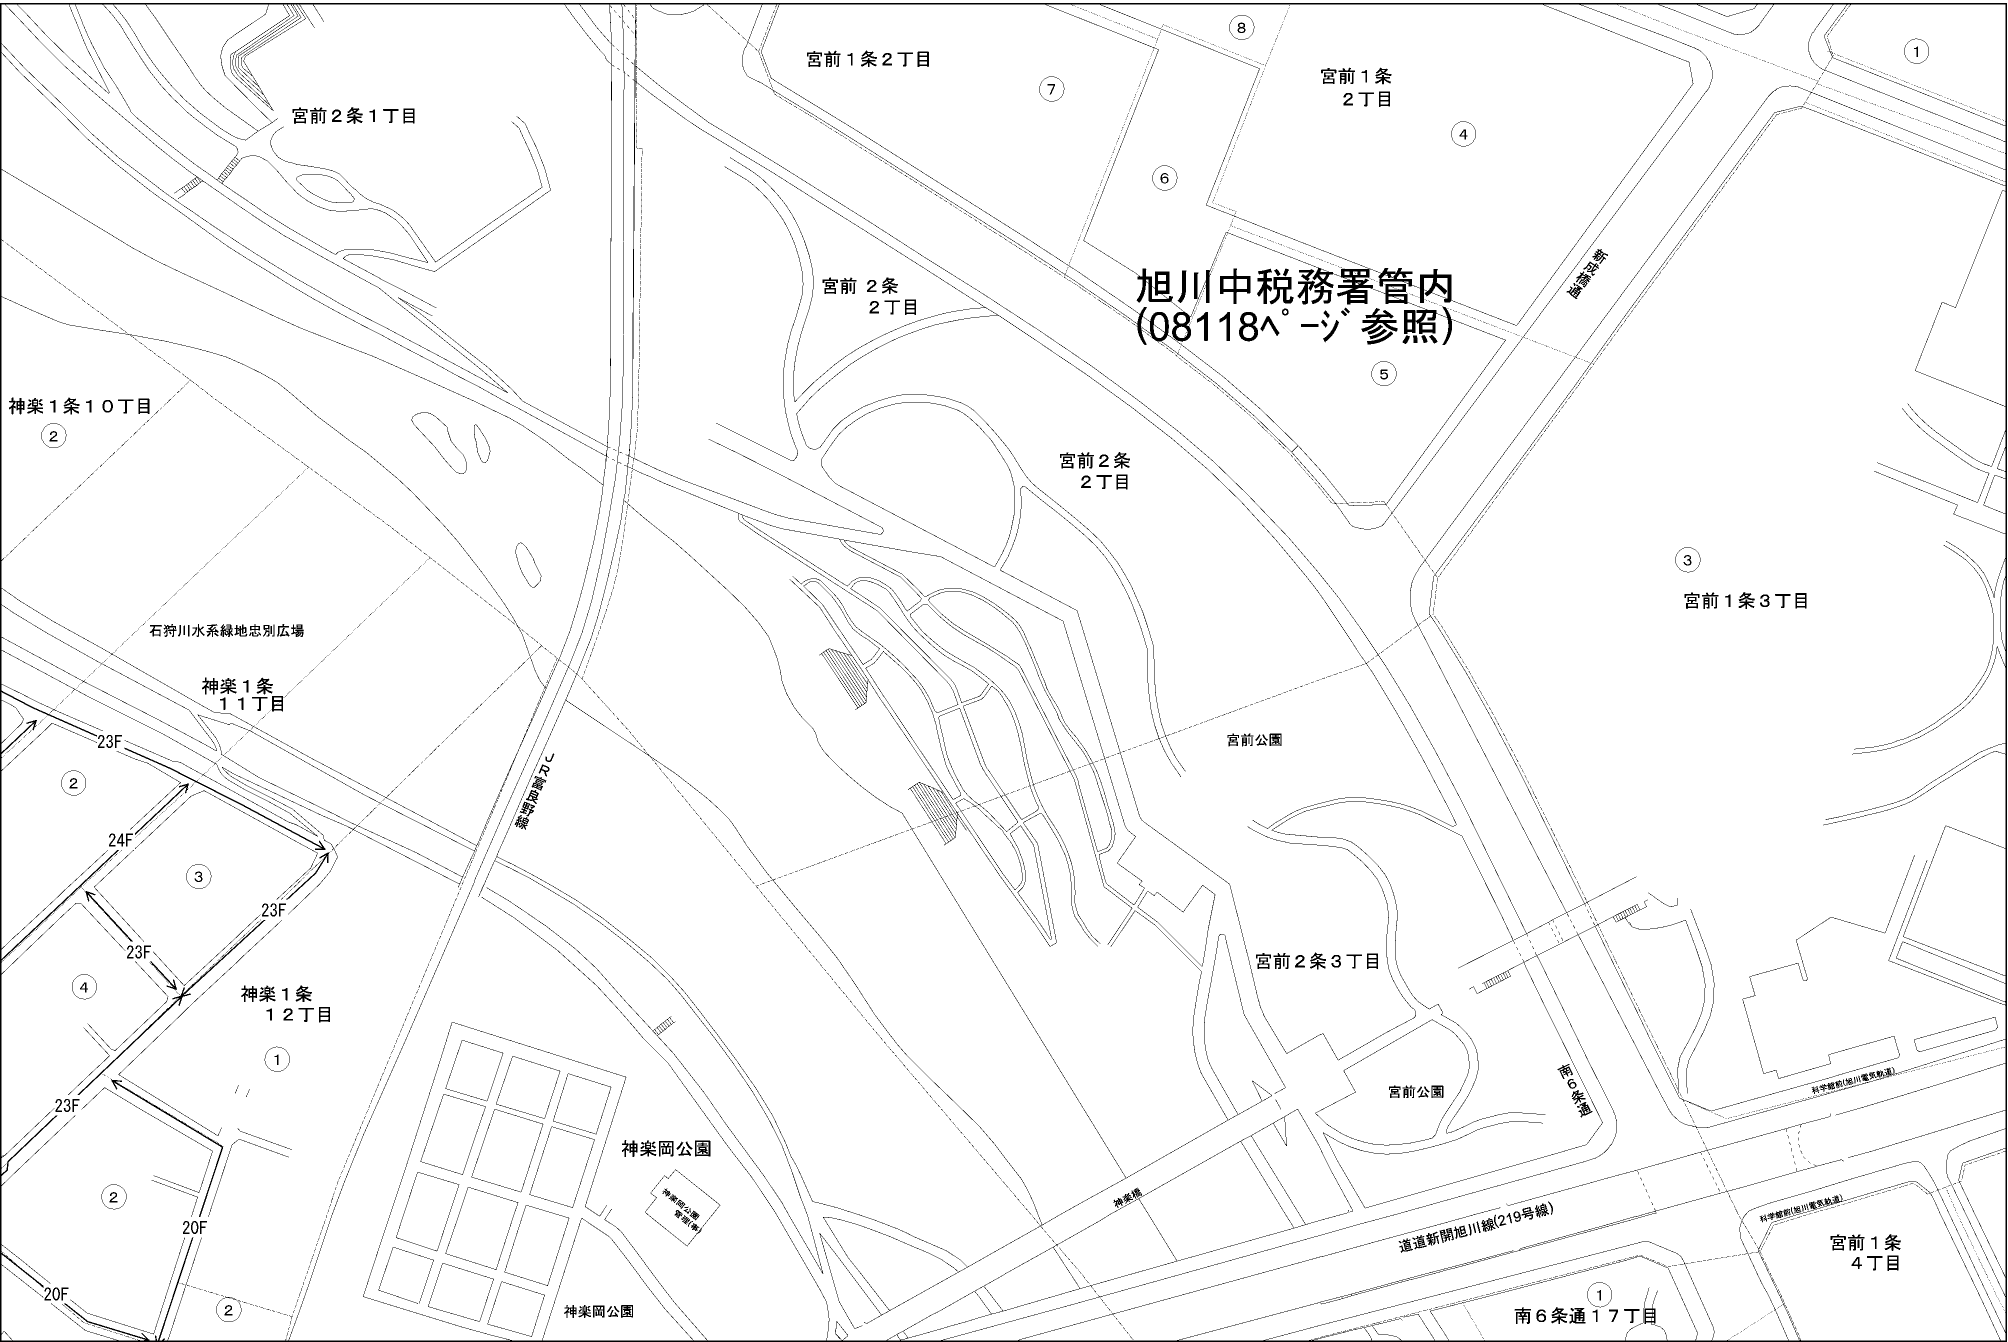 ⑧
①
宮前１条２丁目
宮前１条
２丁目
⑦
宮前２条１丁目
④
⑥
新成橋通
旭川中税務署管内
(08118ﾍﾟｰｼﾞ参照)
宮前２条
２丁目
⑤
神楽１条１０丁目
②
宮前２条
２丁目
③
宮前１条３丁目
石狩川水系緑地忠別広場
神楽１条
１１丁目
23F
宮前公園
②
ＪＲ富良野線
24F
③
23F
23F
宮前２条３丁目
④
神楽１条
１２丁目
①
南６条通
科学館前(旭川電気軌道)
宮前公園
23F
神楽岡公園
②
神楽岡公園
管理(事)
神楽橋
科学館前(旭川電気軌道)
20F
道道新開旭川線(219号線)
宮前１条
４丁目
20F
②
神楽岡公園
①
南６条通１７丁目